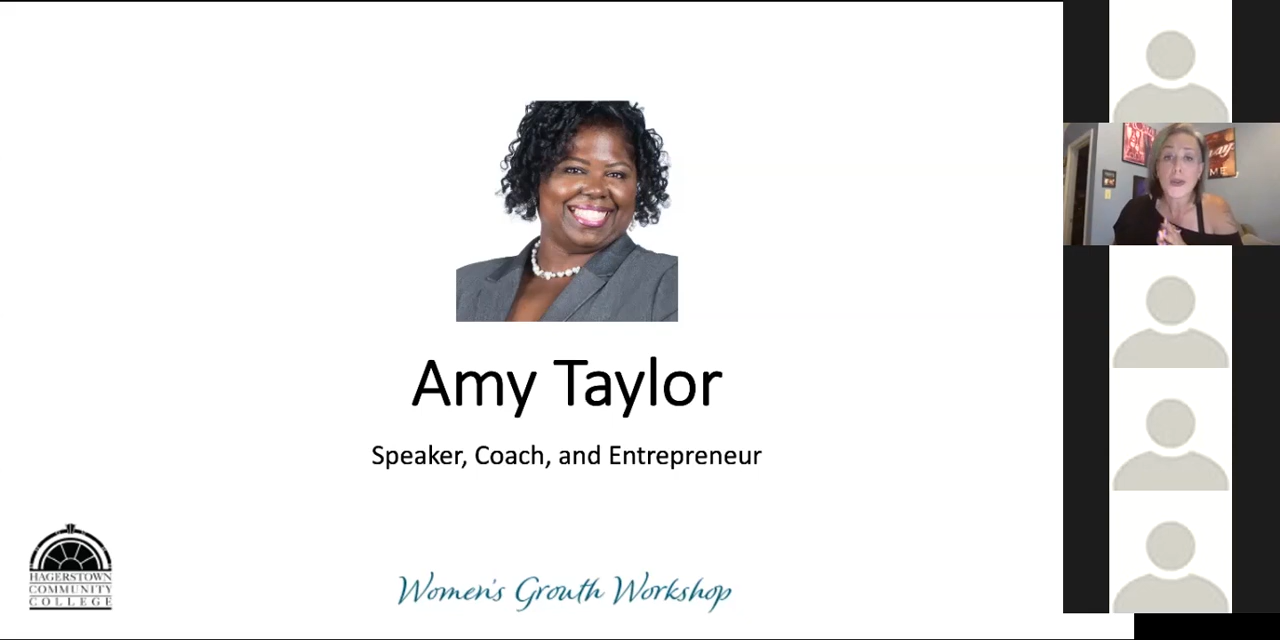 Amy Taylor
Speaker, Coach, and Entrepreneur
HAGERSTOWN
COMMUNITY
COLLEGE
Women's Growth Workshop